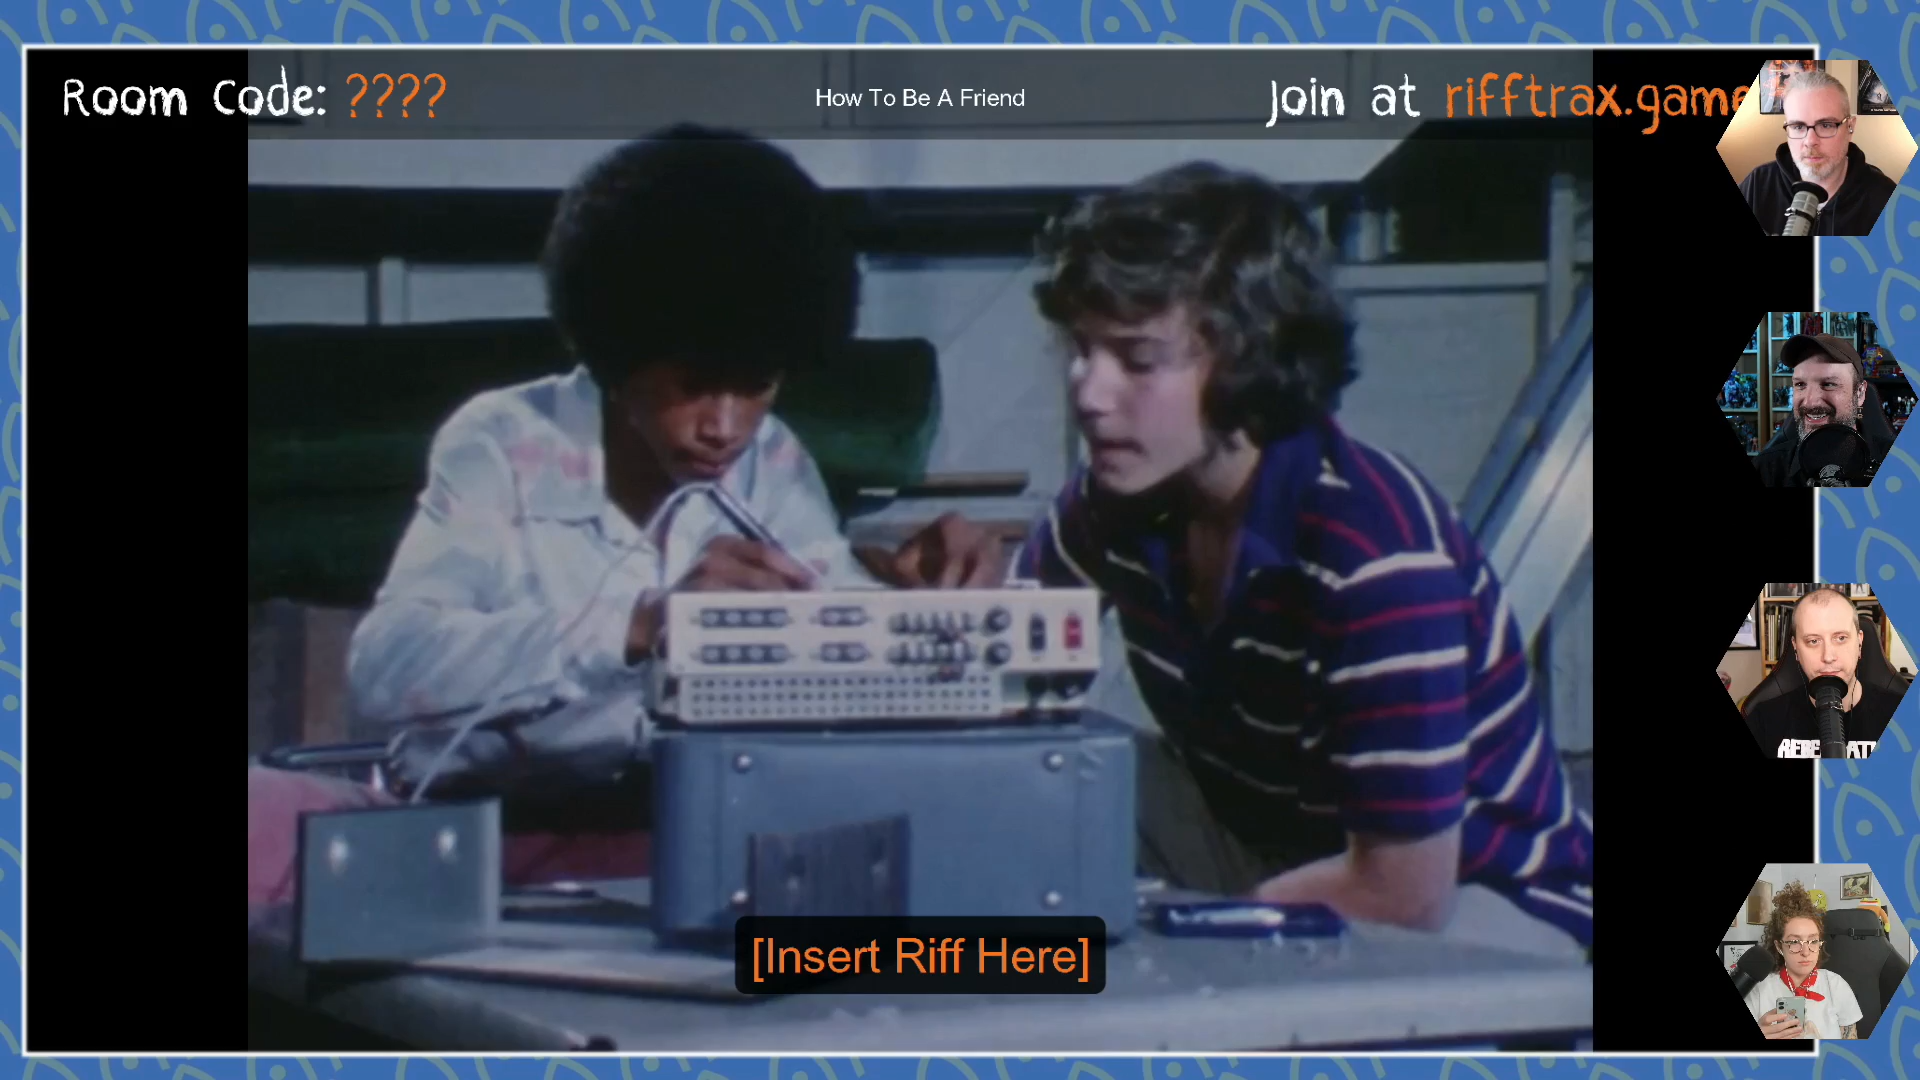 Room Code: ????
How To Be A Friend
Join at rifftrax.game
[Insert Riff Here]